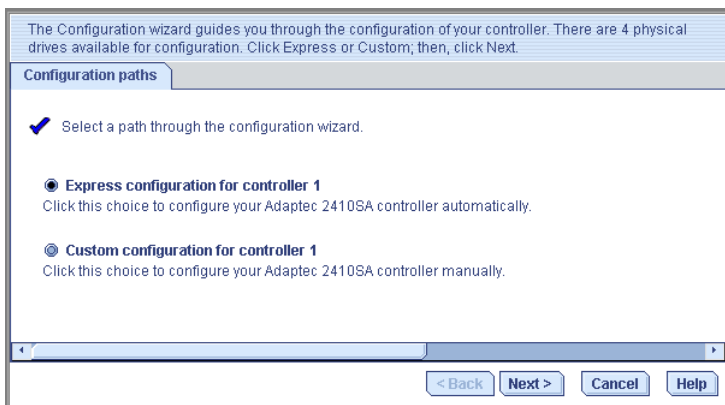 The Configuration wizard guides you through the configuration of your controller. There are 4 physical
drives available for configuration. Click Express or Custom; then, click Next.
Configuration paths
Select a path through the configuration wizard.
Express configuration for controller 1
Click this choice to configure your Adaptec 2410SA controller automatically.
Custom configuration for controller 1
Click this choice to configure your Adaptec 2410SA controller manually.
< Back Next > Cancel Help